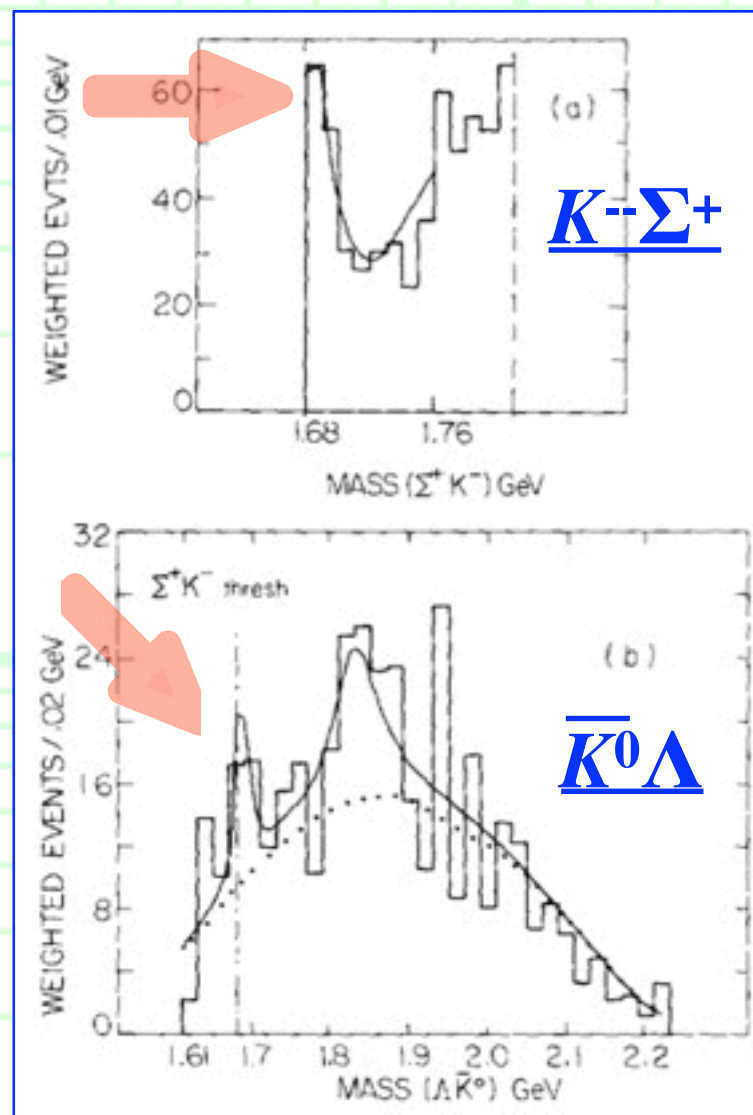 WEIGHTED EVTS/.01GeV
60
40
20
0
(a)
K--Σ+
1.68
1.76
MASS (Σ+ K-) GeV
WEIGHTED EVENTS/.02 GeV
32
24
16
8
0
Σ+K- thresh
(b)
K̅0Λ
1.61
1.7
1.8
1.9
2.0
2.1
2.2
MASS (ΛK̅0) GeV